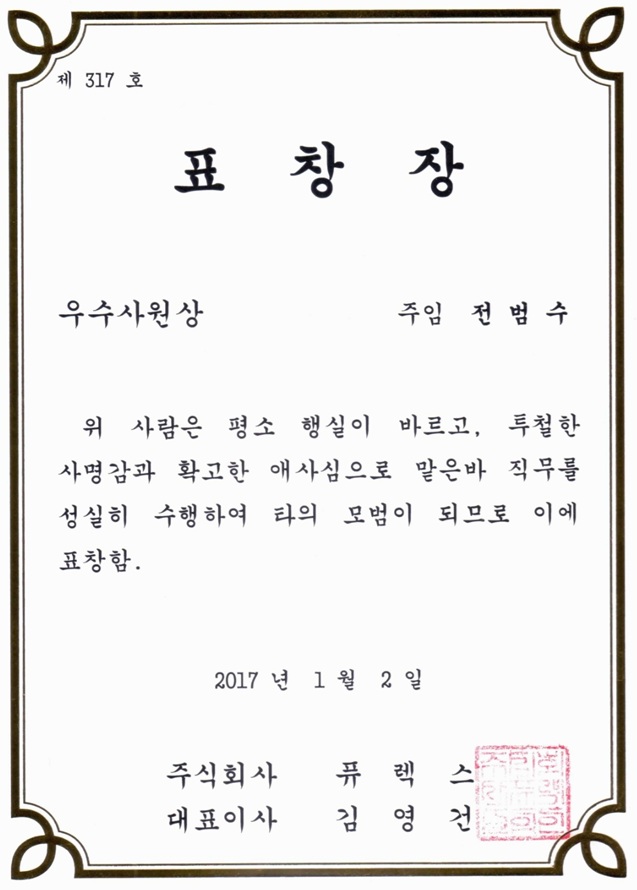 제 317 호
표 창 장
우수사원상 주임 전 범 수
위 사람은 평소 행실이 바르고, 투철한
사명감과 확고한 애사심으로 맡은바 직무를
성실히 수행하여 타의 모범이 되므로 이에
표창함.
2017 년 1 월 2 일
주식회사 퓨 렉 스
대표이사 김 영 건